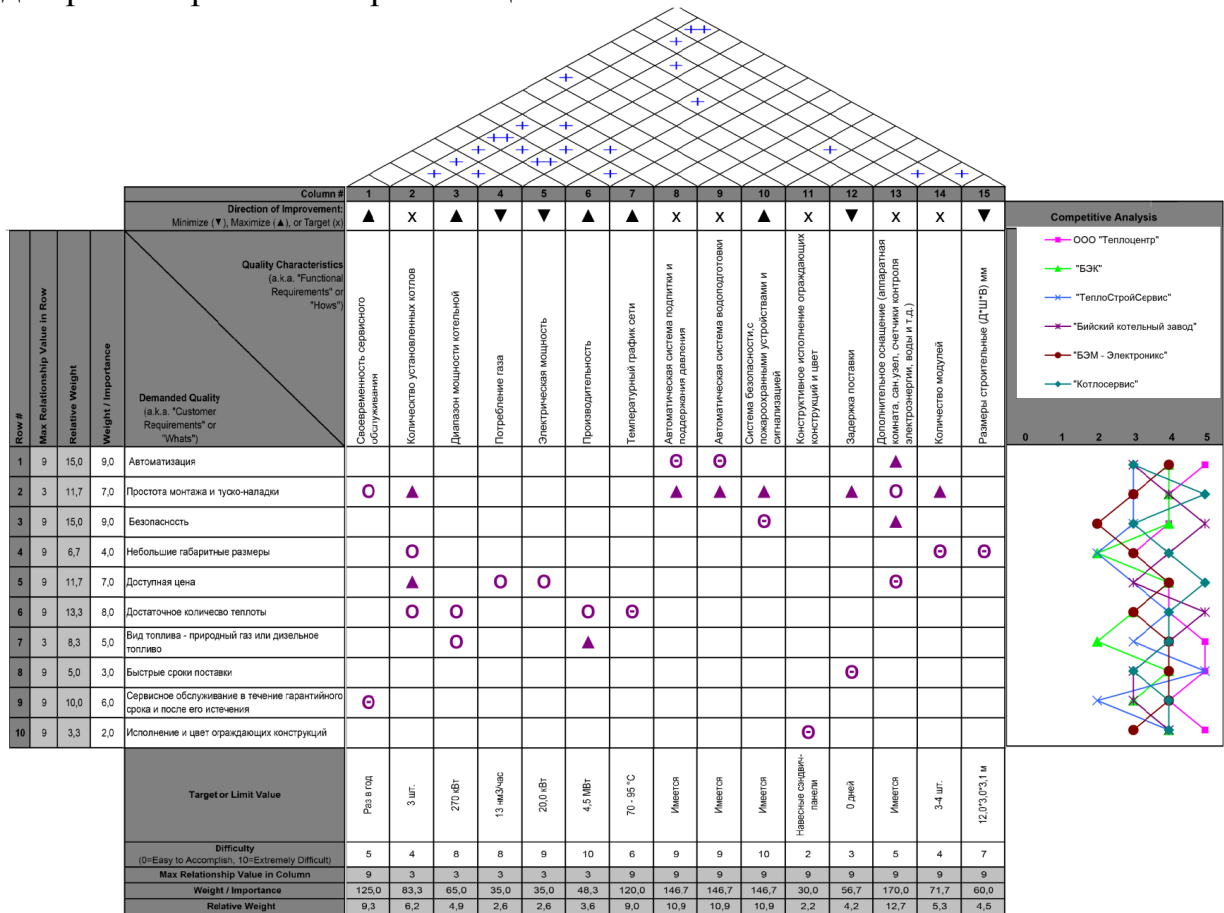 Column # 1 2 3 4 5 6 7 8 9 10 11 12 13 14 15
Direction of Improvement:
Minimize (▼), Maximize (▲), or Target (x)
▲ x ▲ ▼ ▼ ▲ ▲ x x ▲ x ▼ x x ▼
Row #
Max Relationship Value in Row
Relative Weight
Weight / Importance
Quality Characteristics
(a.k.a. "Functional
Requirements" or
"Hows")
Demanded Quality
(a.k.a. "Customer
Requirements" or
"Whats")
Своевременность сервисного
обслуживания
Количество установленных котлов
Диапазон мощности котельной
Потребление газа
Электрическая мощность
Производительность
Температурный график сети
Автоматическая система подпитки и
поддержания давления
Автоматическая система водоподготовки
Система безопасности,с
пожароохранными устройствами и
сигнализацией
Конструктивное исполнение ограждающих
конструкций и цвет
Задержка поставки
Дополнительное оснащение (аппаратная
комната, сан.узел, счетчики контроля
электроэнергии, воды и т.д.)
Количество модулей
Размеры строительные (Д*Ш*В) мм
Competitive Analysis
ООО "Теплоцентр"
"БЭК"
"ТеплоСтройСервис"
"Бийский котельный завод"
"БЭМ - Электроникс"
"Котлосервис"
0 1 2 3 4 5
1 9 15,0 9,0 Автоматизация Θ Θ ▲
2 3 11,7 7,0 Простота монтажа и туско-наладки O ▲ ▲ ▲ ▲ ▲ O ▲
3 9 15,0 9,0 Безопасность Θ ▲
4 9 6,7 4,0 Небольшие габаритные размеры O Θ Θ
5 9 11,7 7,0 Доступная цена ▲ O O Θ
6 9 13,3 8,0 Достаточное количесво теплоты O O O Θ
7 3 8,3 5,0 Вид топлива - природный газ или дизельное
топливо O ▲
8 9 5,0 3,0 Быстрые сроки поставки Θ
9 9 10,0 6,0 Сервисное обслуживание в течение гарантийного
срока и после его истечения Θ
10 9 3,3 2,0 Исполнение и цвет ограждающих конструкций Θ
Target or Limit Value
Раз в год
3 шт.
270 кВт
13 нм3/час
20,0 кВт
4,5 МВт
70 - 95 °С
Имеется
Имеется
Имеется
Навесные сэндвич-
панели
0 дней
Имеется
3-4 шт.
12,0*3,0*3,1 м
Difficulty
(0=Easy to Accomplish, 10=Extremely Difficult)
5 4 8 8 9 10 6 9 9 10 2 3 5 4 7
Max Relationship Value in Column 9 3 3 3 3 3 9 9 9 9 9 9 9 9 9
Weight / Importance 125,0 83,3 65,0 35,0 35,0 48,3 120,0 146,7 146,7 146,7 30,0 56,7 170,0 71,7 60,0
Relative Weight 9,3 6,2 4,9 2,6 2,6 3,6 9,0 10,9 10,9 10,9 2,2 4,2 12,7 5,3 4,5